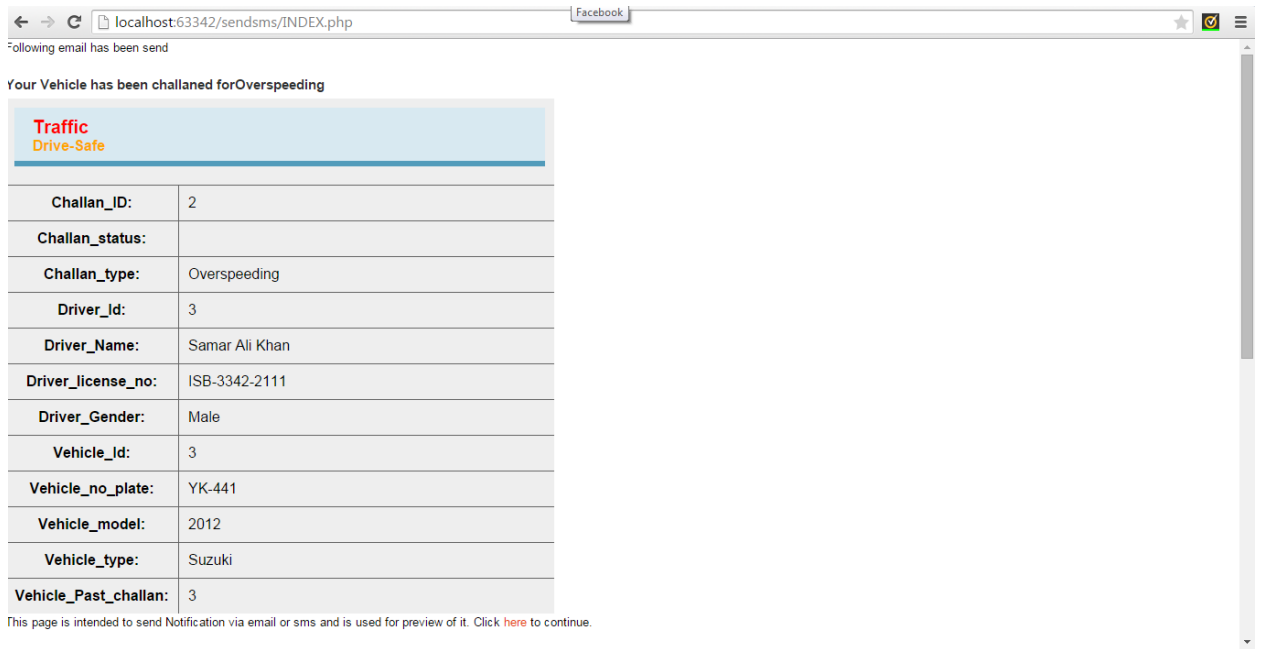 Facebook
localhost:63342/sendsms/INDEX.php
Following email has been send
Your Vehicle has been challaned forOverspeeding
Traffic
Drive-Safe
Challan_ID: 2
Challan_status:
Challan_type: Overspeeding
Driver_Id: 3
Driver_Name: Samar Ali Khan
Driver_license_no: ISB-3342-2111
Driver_Gender: Male
Vehicle_Id: 3
Vehicle_no_plate: YK-441
Vehicle_model: 2012
Vehicle_type: Suzuki
Vehicle_Past_challan: 3
This page is intended to send Notification via email or sms and is used for preview of it. Click here to continue.